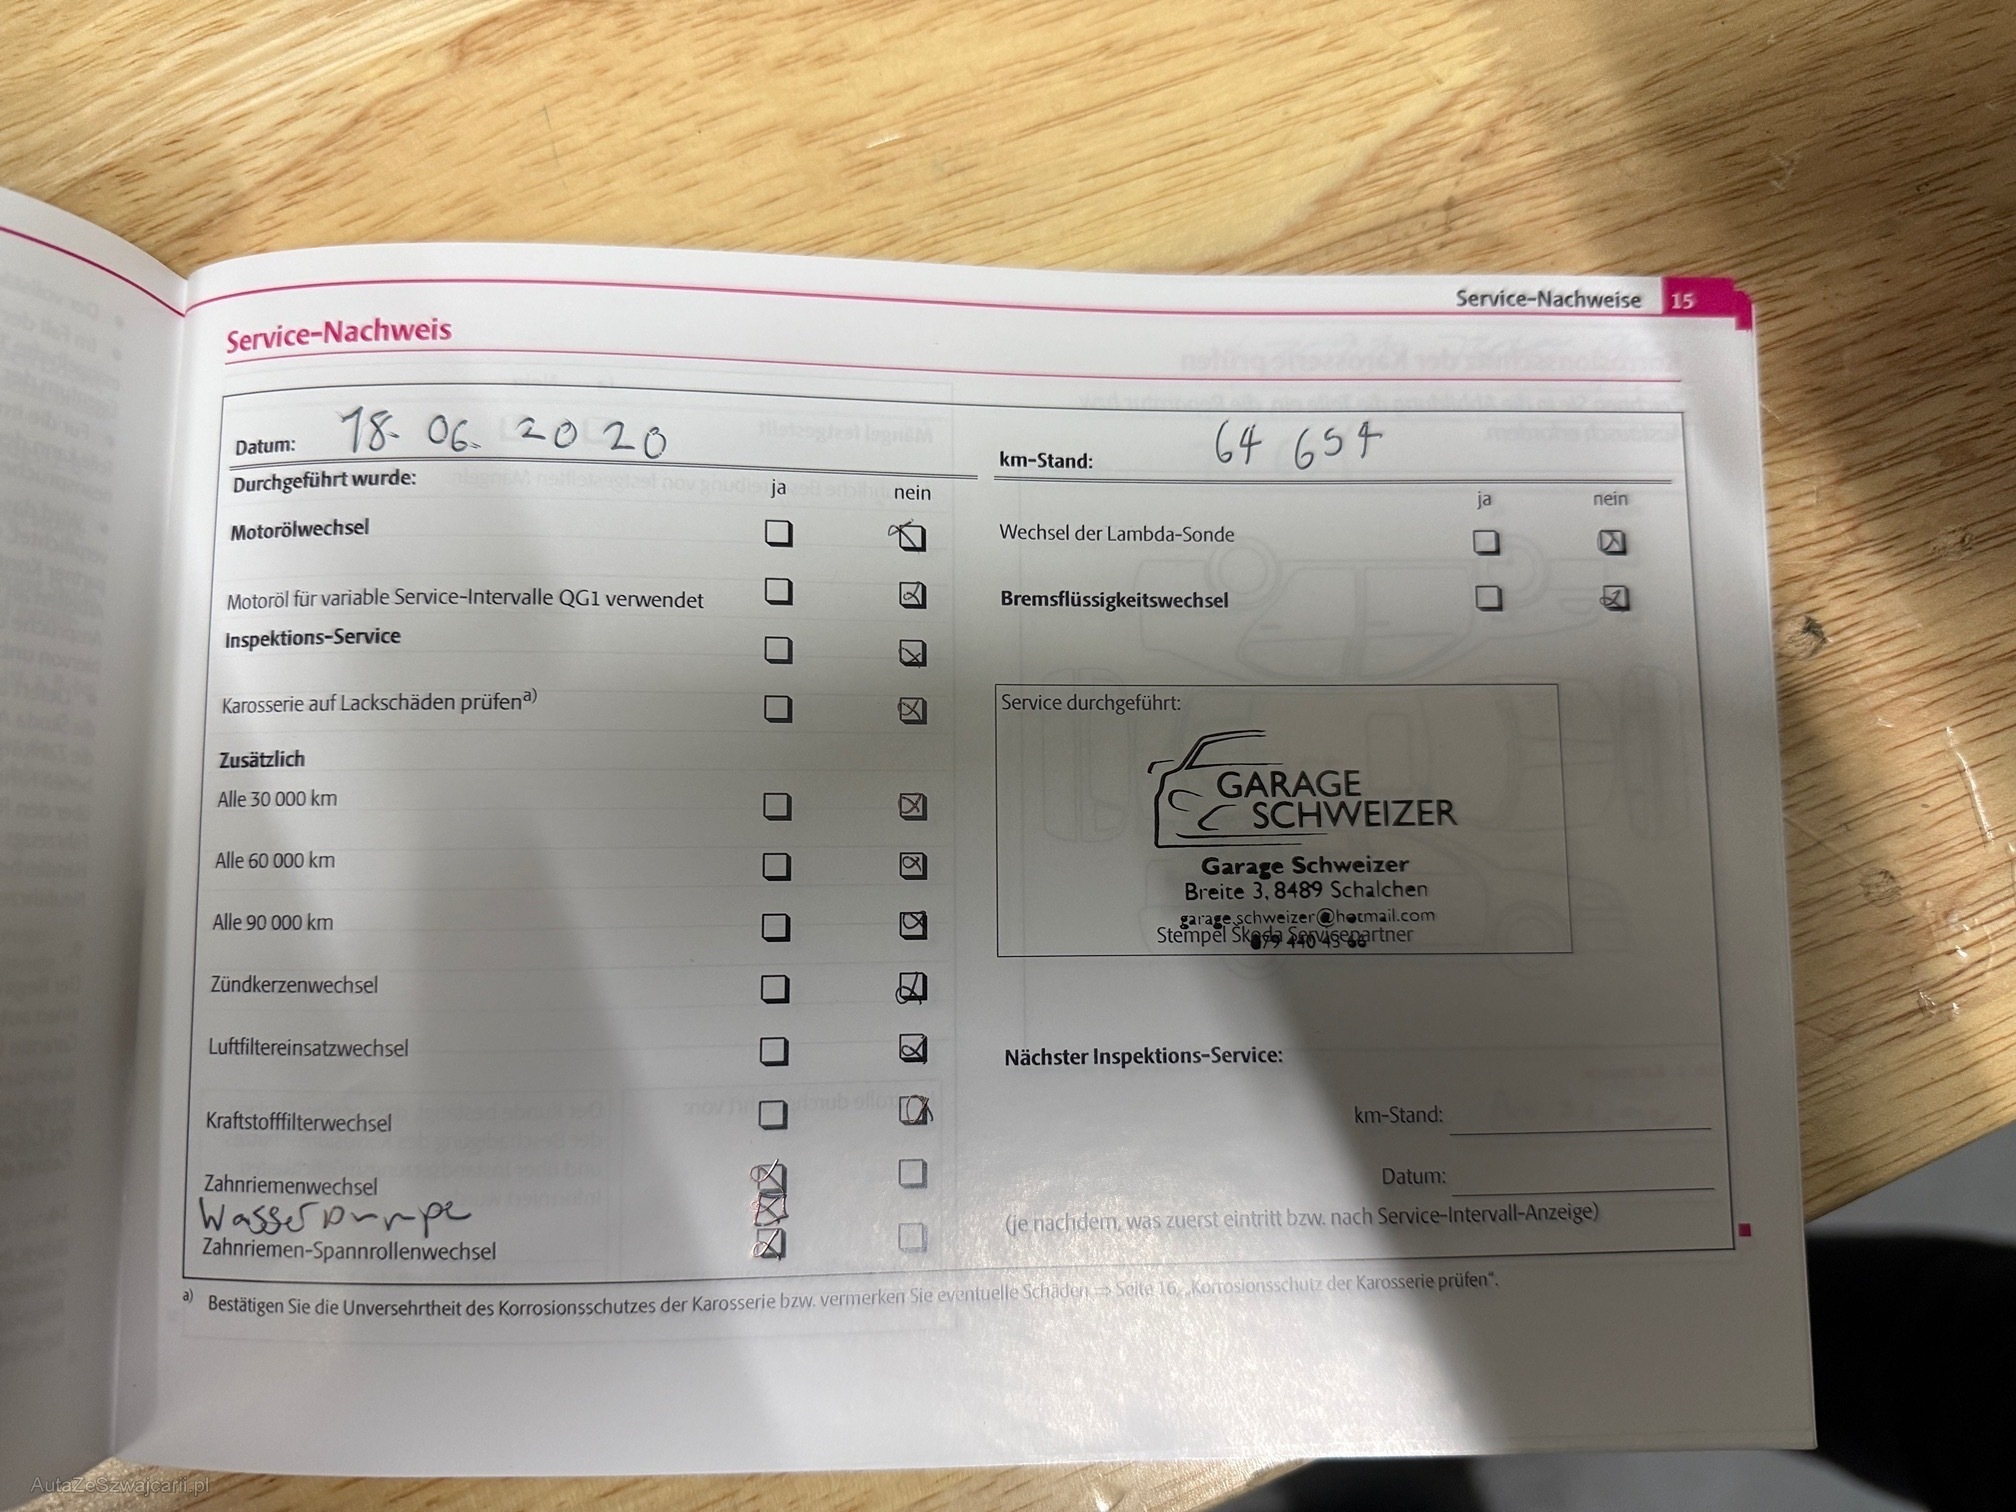 Service-Nachweise 15
Service-Nachweis
Datum: 18. 06. 2020
km-Stand: 64 654
Durchgeführt wurde: ja nein
ja nein
Motorölwechsel
Wechsel der Lambda-Sonde
Motoröl für variable Service-Intervalle QG1 verwendet
Bremsflüssigkeitswechsel
Inspektions-Service
Karosserie auf Lackschäden prüfen a)
Zusätzlich
Alle 30 000 km
Alle 60 000 km
Alle 90 000 km
Zündkerzenwechsel
Luftfiltereinsatzwechsel
Kraftstofffilterwechsel
Zahnriemenwechsel
Wasserpumpe
Zahnriemen-Spannrollenwechsel
Service durchgeführt:
GARAGE
SCHWEIZER
Garage Schweizer
Breite 3, 8489 Schalchen
garage.schweizer@hotmail.com
Stempel Škoda Servicepartner
079 440 45 66
Nächster Inspektions-Service:
km-Stand:
Datum:
(je nachdem, was zuerst eintritt bzw. nach Service-Intervall-Anzeige)
a) Bestätigen Sie die Unversehrtheit des Korrosionsschutzes der Karosserie bzw. vermerken Sie eventuelle Schäden ⇒ Seite 16, „Korrosionsschutz der Karosserie prüfen“.
AutaZeSzwajcarii.pl